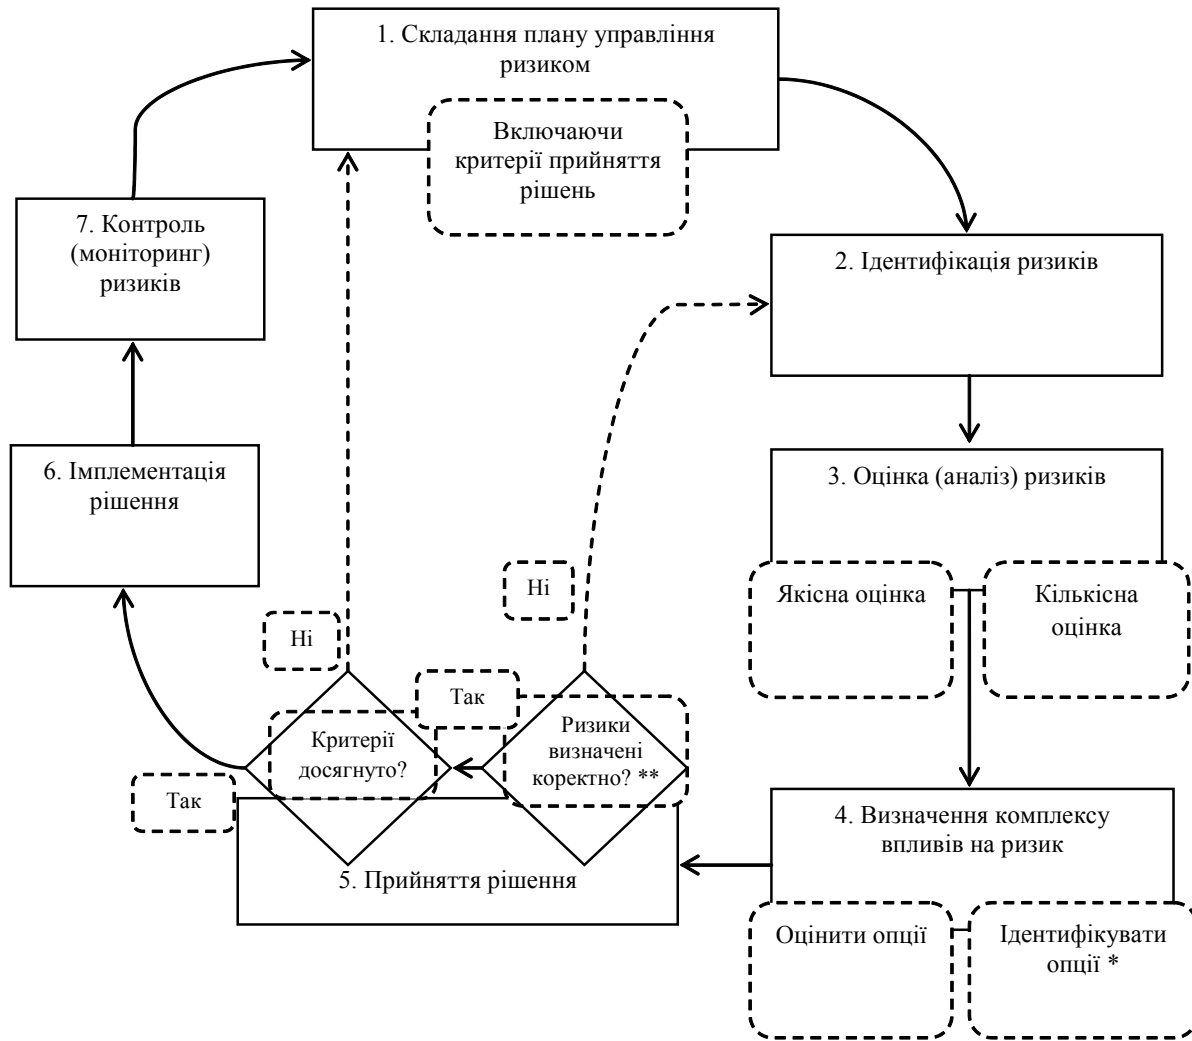 1. Складання плану управління
ризиком
Включаючи
критерії прийняття
рішень
7. Контроль
(моніторинг)
ризиків
2. Ідентифікація ризиків
6. Імплементація
рішення
3. Оцінка (аналіз) ризиків
Якісна оцінка
Кількісна
оцінка
Ні
Ні
Так
Ризики
визначені
коректно? **
Критерії
досягнуто?
Так
4. Визначення комплексу
впливів на ризик
5. Прийняття рішення
Оцінити опції
Ідентифікувати
опції *